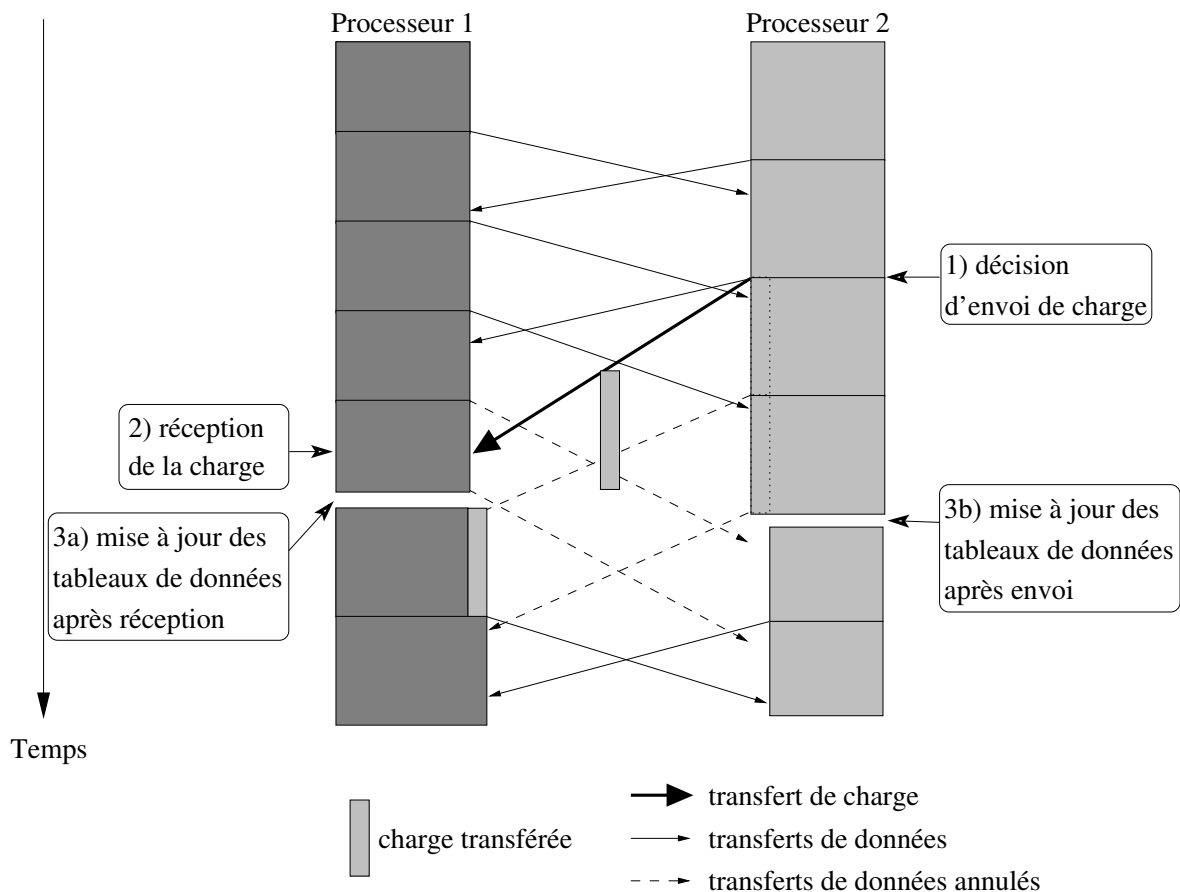 Processeur 1
Processeur 2
1) décision
d'envoi de charge
2) réception
de la charge
3a) mise à jour des
tableaux de données
après réception
3b) mise à jour des
tableaux de données
après envoi
Temps
charge transférée
transfert de charge
transferts de données
transferts de données annulés